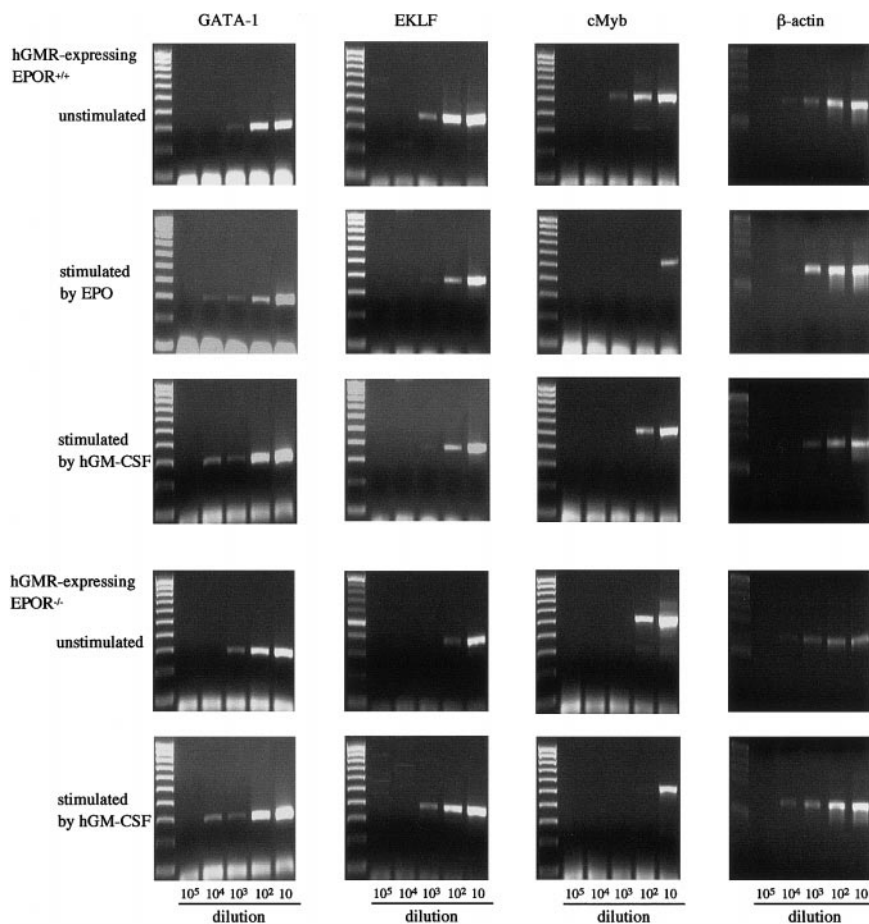 GATA-1 EKLF cMyb β-actin
hGMR-expressing
EPOR+/+
unstimulated
stimulated
by EPO
stimulated
by hGM-CSF
hGMR-expressing
EPOR-/-
unstimulated
stimulated
by hGM-CSF
10⁵ 10⁴ 10³ 10² 10 10⁵ 10⁴ 10³ 10² 10 10⁵ 10⁴ 10³ 10² 10 10⁵ 10⁴ 10³ 10² 10
dilution dilution dilution dilution